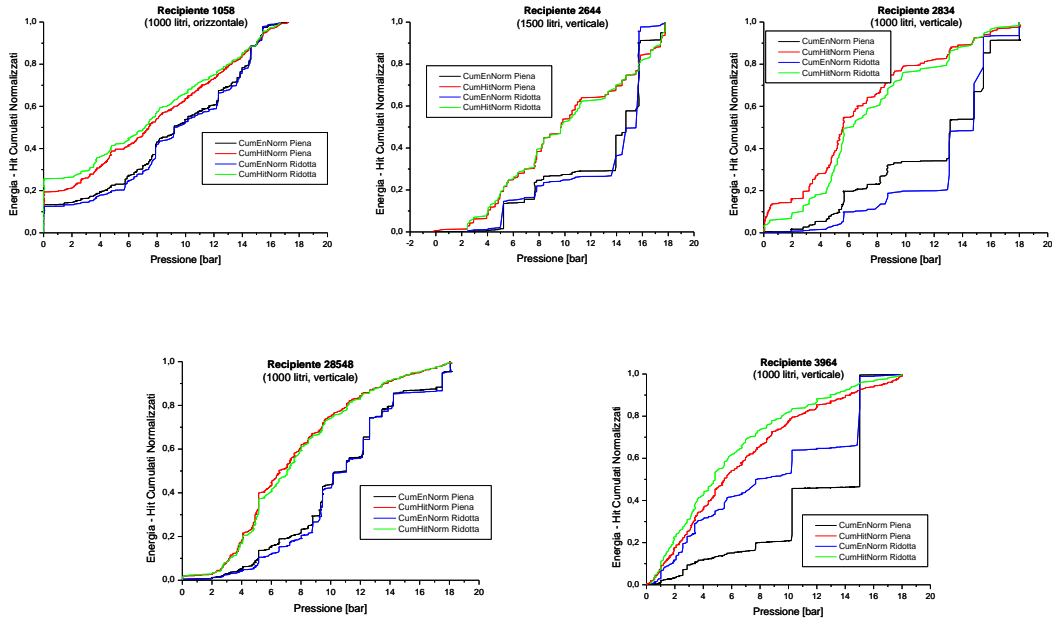 Recipiente 1058
(1000 litri, orizzontale)
1,0
0,8
0,6
0,4
0,2
0,0
Energia - Hit Cumulati Normalizzati
CumEnNorm Piena
CumHitNorm Piena
CumEnNorm Ridotta
CumHitNorm Ridotta
0 2 4 6 8 10 12 14 16 18 20
Pressione [bar]
Recipiente 2644
(1500 litri, verticale)
1,0
0,8
0,6
0,4
0,2
0,0
Energia - Hit Cumulati Normalizzati
CumEnNorm Piena
CumHitNorm Piena
CumEnNorm Ridotta
CumHitNorm Ridotta
-2 0 2 4 6 8 10 12 14 16 18 20
Pressione [bar]
Recipiente 2834
(1000 litri, verticale)
1,0
0,8
0,6
0,4
0,2
0,0
Energia - Hit Cumulati Normalizzati
CumEnNorm Piena
CumHitNorm Piena
CumEnNorm Ridotta
CumHitNorm Ridotta
0 2 4 6 8 10 12 14 16 18 20
Pressione [bar]
Recipiente 28548
(1000 litri, verticale)
1,0
0,8
0,6
0,4
0,2
0,0
Energia - Hit Cumulati Normalizzati
CumEnNorm Piena
CumHitNorm Piena
CumEnNorm Ridotta
CumHitNorm Ridotta
0 2 4 6 8 10 12 14 16 18 20
Pressione [bar]
Recipiente 3964
(1000 litri, verticale)
1,0
0,8
0,6
0,4
0,2
0,0
Energia - Hit Cumulati Normalizzati
CumEnNorm Piena
CumHitNorm Piena
CumEnNorm Ridotta
CumHitNorm Ridotta
0 2 4 6 8 10 12 14 16 18 20
Pressione [bar]